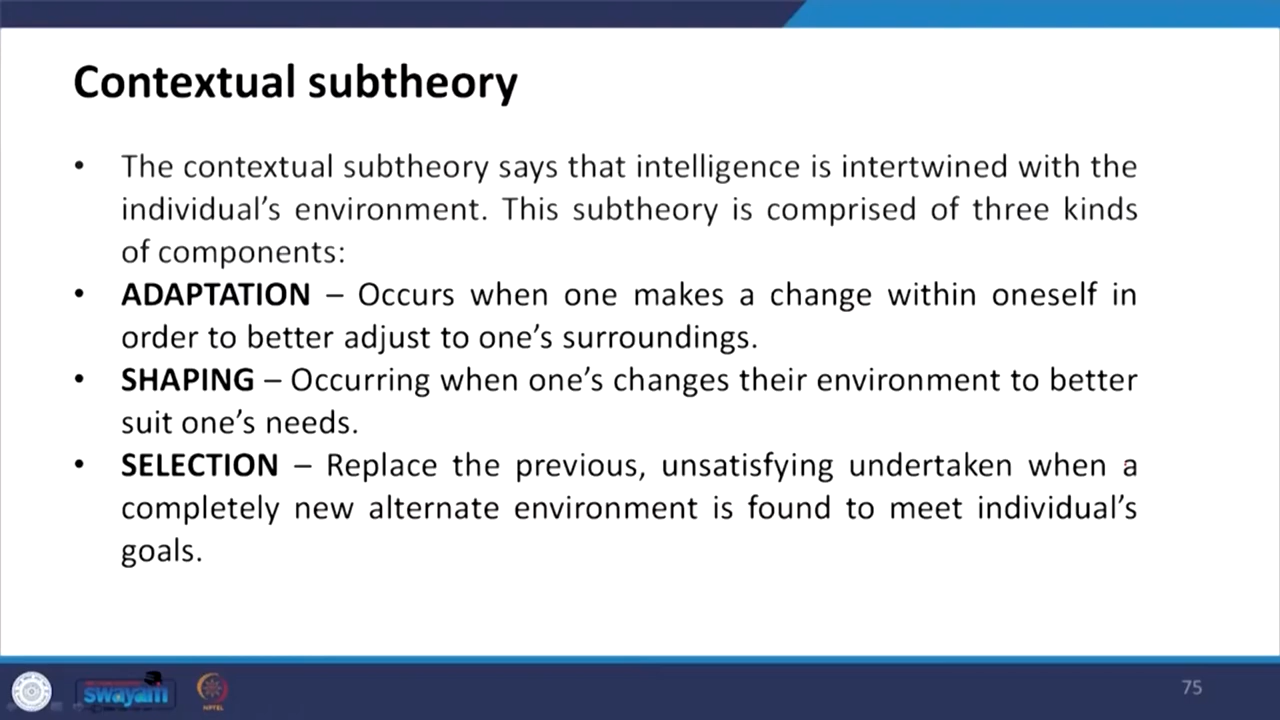 Contextual subtheory
• The contextual subtheory says that intelligence is intertwined with the
individual’s environment. This subtheory is comprised of three kinds
of components:
• ADAPTATION – Occurs when one makes a change within oneself in
order to better adjust to one’s surroundings.
• SHAPING – Occurring when one’s changes their environment to better
suit one’s needs.
• SELECTION – Replace the previous, unsatisfying undertaken when a
completely new alternate environment is found to meet individual’s
goals.
swayam
NPTEL
75